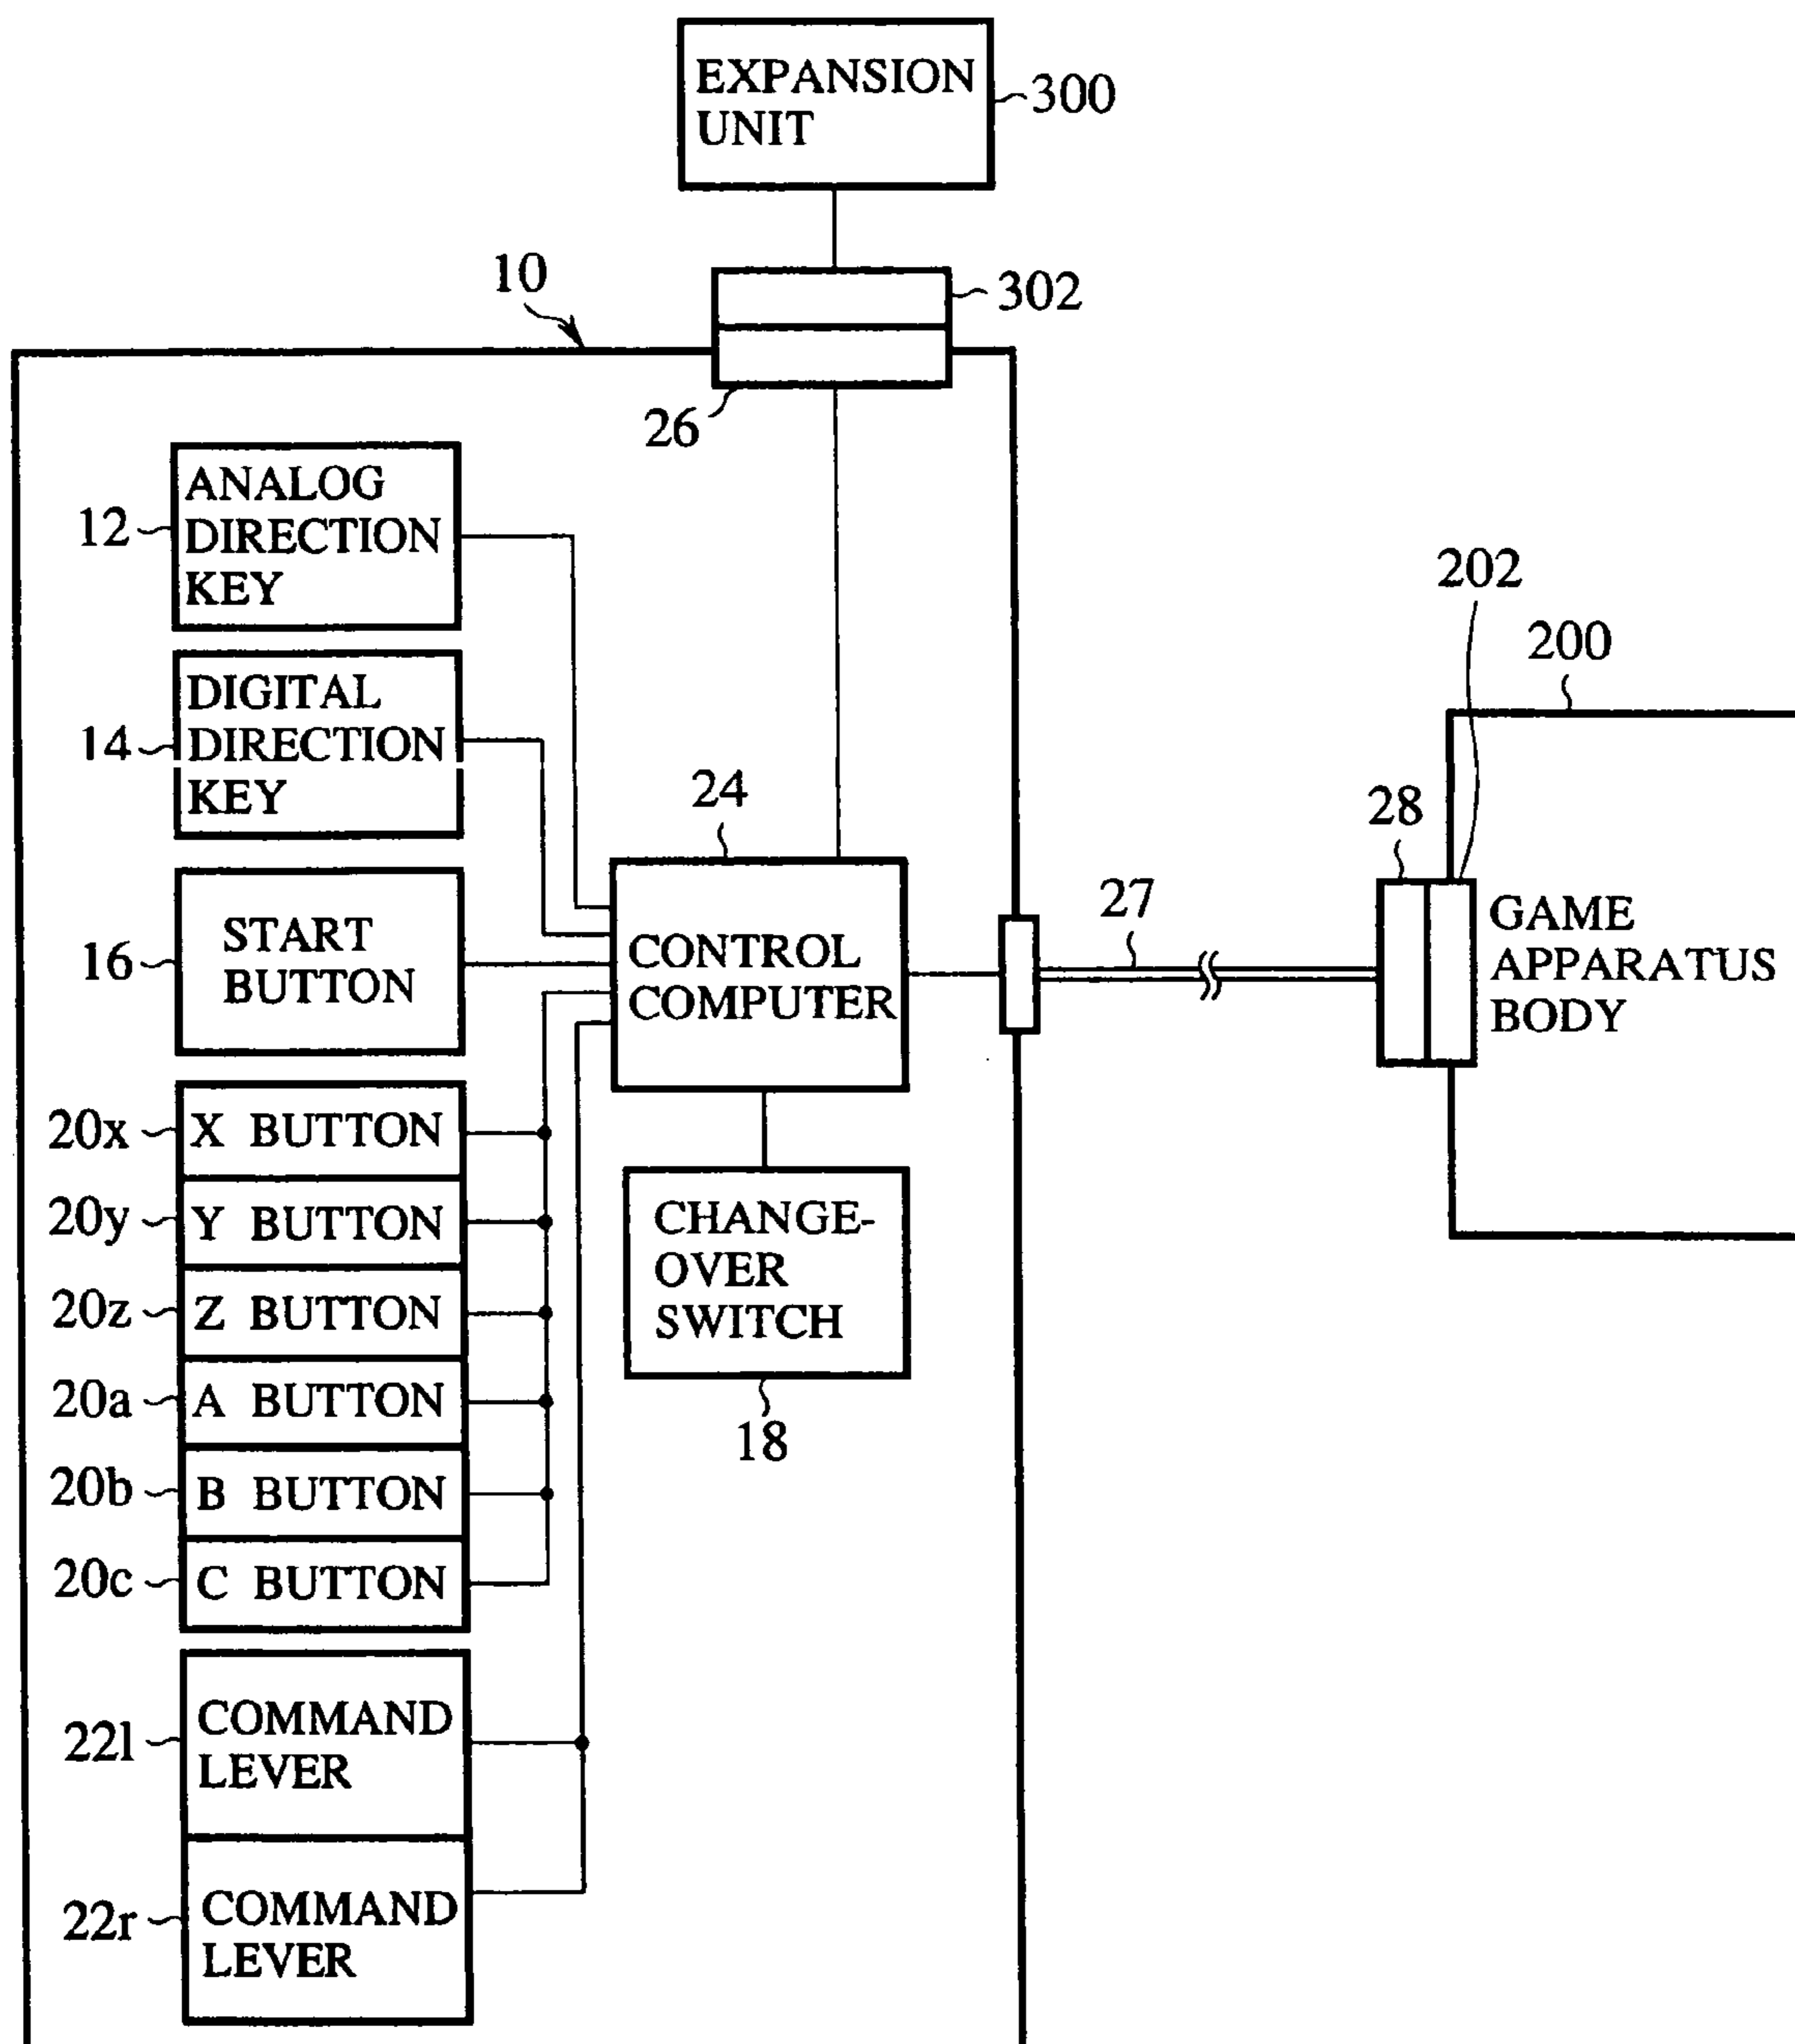 EXPANSION
UNIT
300
10
302
26
ANALOG
DIRECTION
KEY
12
202
200
DIGITAL
DIRECTION
KEY
14
24
28
START
BUTTON
16
CONTROL
COMPUTER
27
GAME
APPARATUS
BODY
20x
X BUTTON
20y
Y BUTTON
20z
Z BUTTON
20a
A BUTTON
20b
B BUTTON
20c
C BUTTON
CHANGE-
OVER
SWITCH
18
22l
COMMAND
LEVER
22r
COMMAND
LEVER